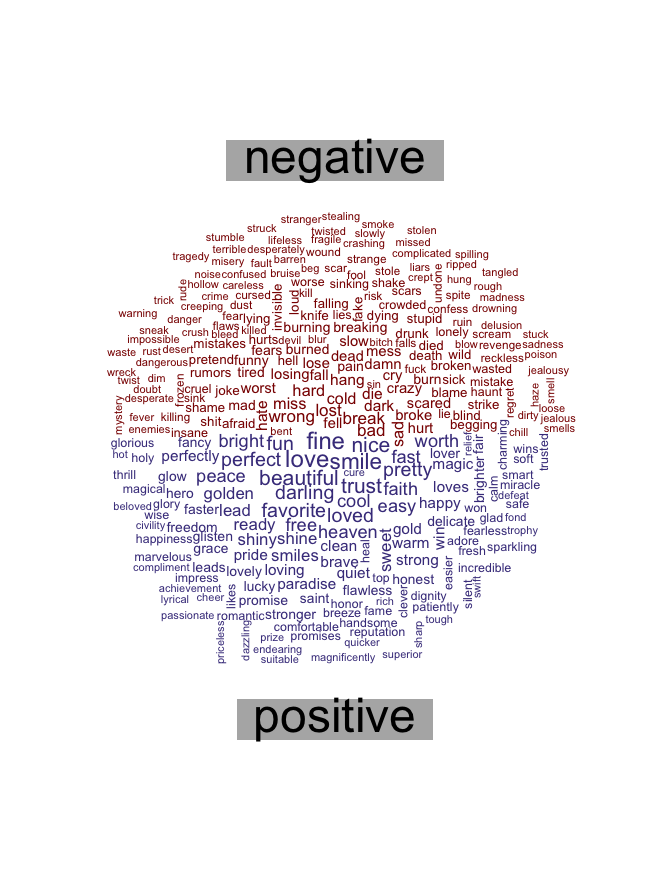 negative
stranger stealing
struck twisted slowly smoke stolen
stumble lifeless fragile crashing missed
terrible desperately wound complicated spilling
tragedy misery fault barren strange liars ripped
noise confused bruise beg scar fool stole crept hung undone tangled
rude hollow careless worse sinking shake rough
trick crime cursed invisible loud kill fake risk scars spite madness
creeping dust falling crowded confess drowning
warning danger fear lying knife lies dying stupid ruin delusion
sneak flaws killed burning breaking drunk lonely scream stuck
impossible crush bleed hurts devil blur slow bitch falls died blow revenge sadness
waste rust desert mistakes fears burned dead mess death wild reckless poison
dangerous pretend funny hell lose pain damn fuck broken wasted
wreck rumors tired losing fall hang cry burn sick mistake jealousy
twist dim frozen cruel joke worst hard sin die crazy blame haunt regret haze smell
doubt sink cold
desperate shame mad hate miss lost dark scared strike loose
mystery fever killing shit afraid wrong fell break broke lie blind dirty jealous
enemies insane bent bad sad hurt begging chill smells
glorious fancy bright fun fine nice worth relief fair charming wins trusted
hot holy perfectly perfect love smile fast lover soft
thrill glow peace beautiful cure pretty magic brighter calm smart
magical hero golden darling trust faith loves miracle
beloved glory faster lead favorite cool easy happy won defeat safe
wise loved delicate glad fond
civility freedom ready free heaven sweet gold win fearless trophy
happiness glisten shiny shine clean heal warm adore
grace pride smiles brave strong fresh sparkling
marvelous
compliment leads lovely loving quiet easier incredible
impress lucky paradise top honest silent swift
achievement likes flawless clever dignity
lyrical cheer promise saint honor rich patiently
passionate romantic stronger breeze fame tough
comfortable handsome sharp
priceless dazzling prize promises reputation
endearing quicker
suitable magnificently superior
positive